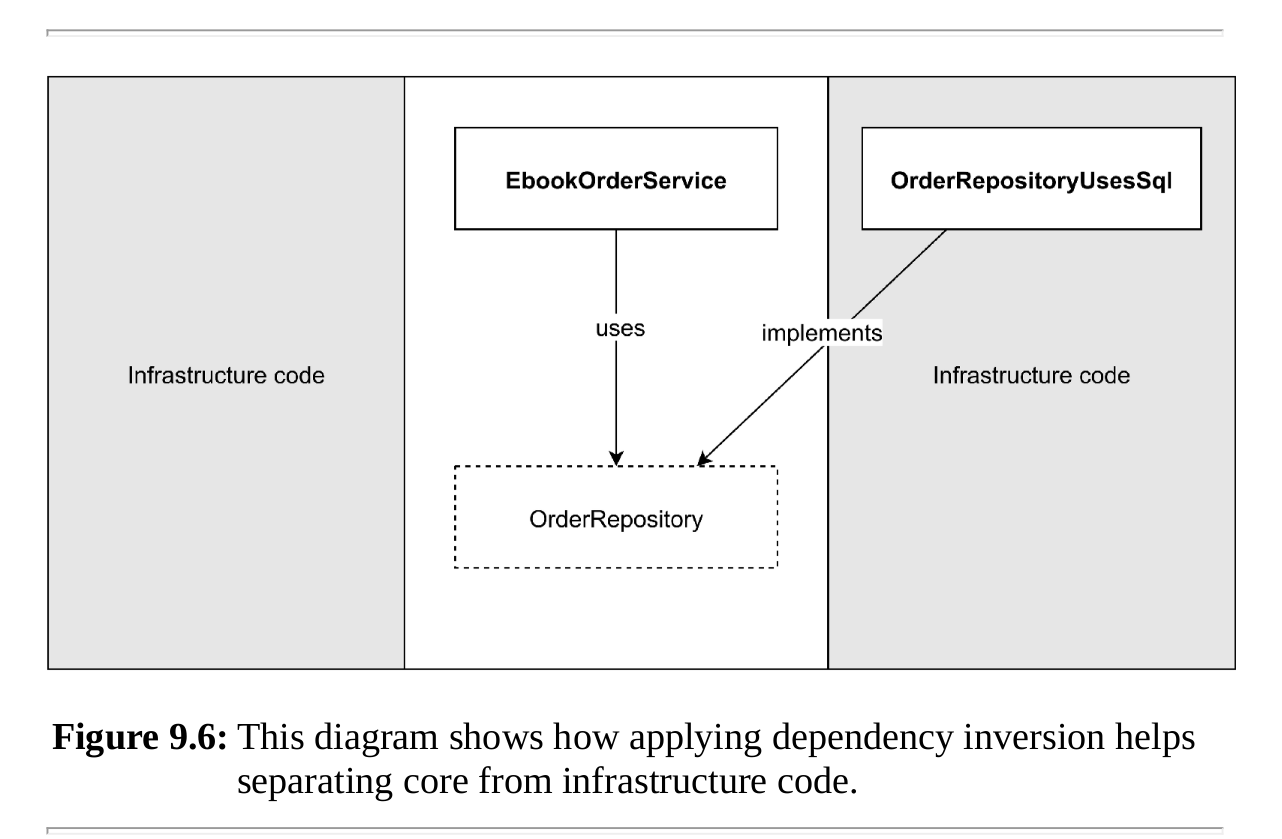 EbookOrderService
OrderRepositoryUsesSql
uses
implements
Infrastructure code
Infrastructure code
OrderRepository
Figure 9.6: This diagram shows how applying dependency inversion helps
separating core from infrastructure code.